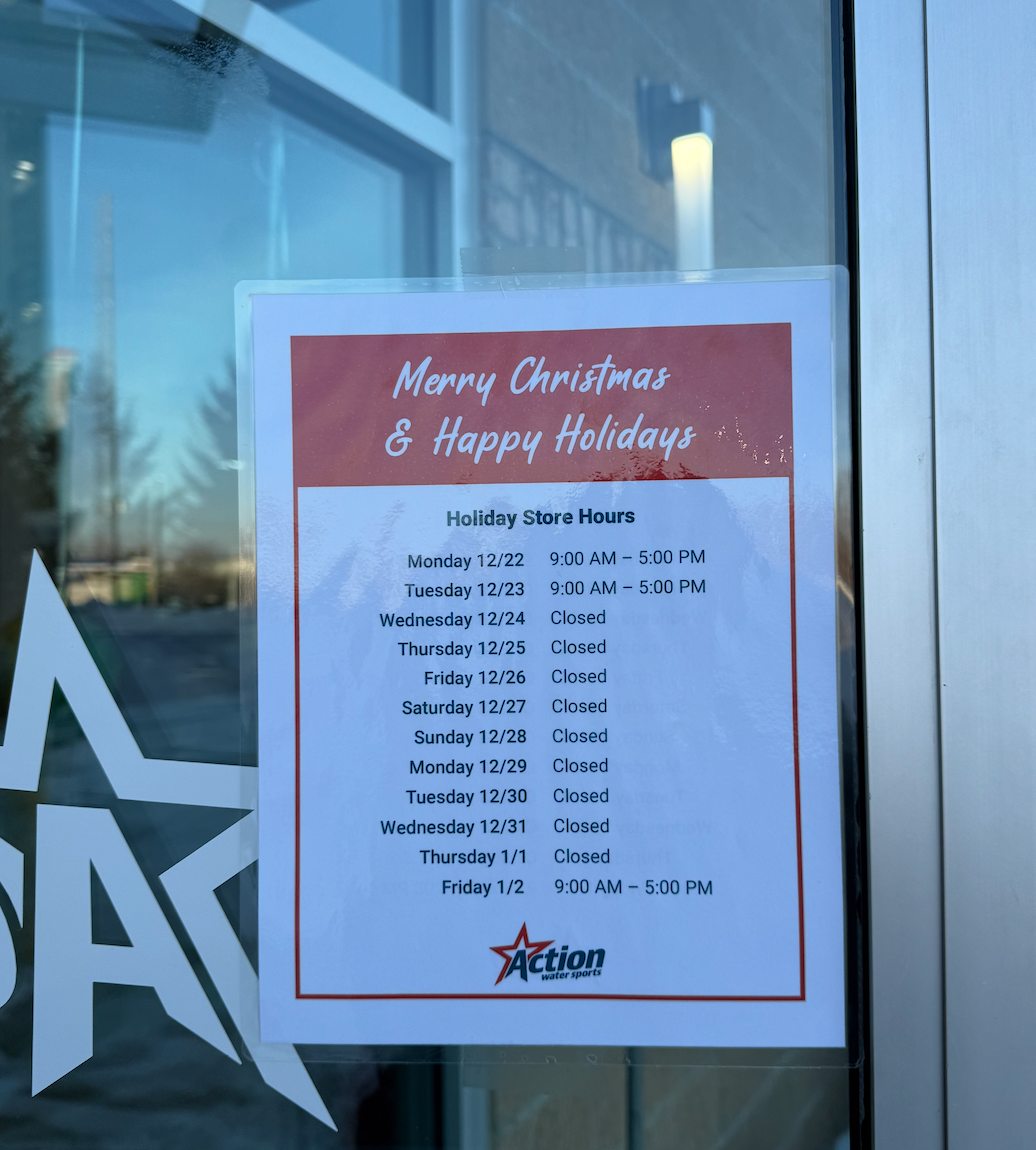 Merry Christmas
& Happy Holidays
Holiday Store Hours
Monday 12/22 9:00 AM – 5:00 PM
Tuesday 12/23 9:00 AM – 5:00 PM
Wednesday 12/24 Closed
Thursday 12/25 Closed
Friday 12/26 Closed
Saturday 12/27 Closed
Sunday 12/28 Closed
Monday 12/29 Closed
Tuesday 12/30 Closed
Wednesday 12/31 Closed
Thursday 1/1 Closed
Friday 1/2 9:00 AM – 5:00 PM
Action
water sports
A